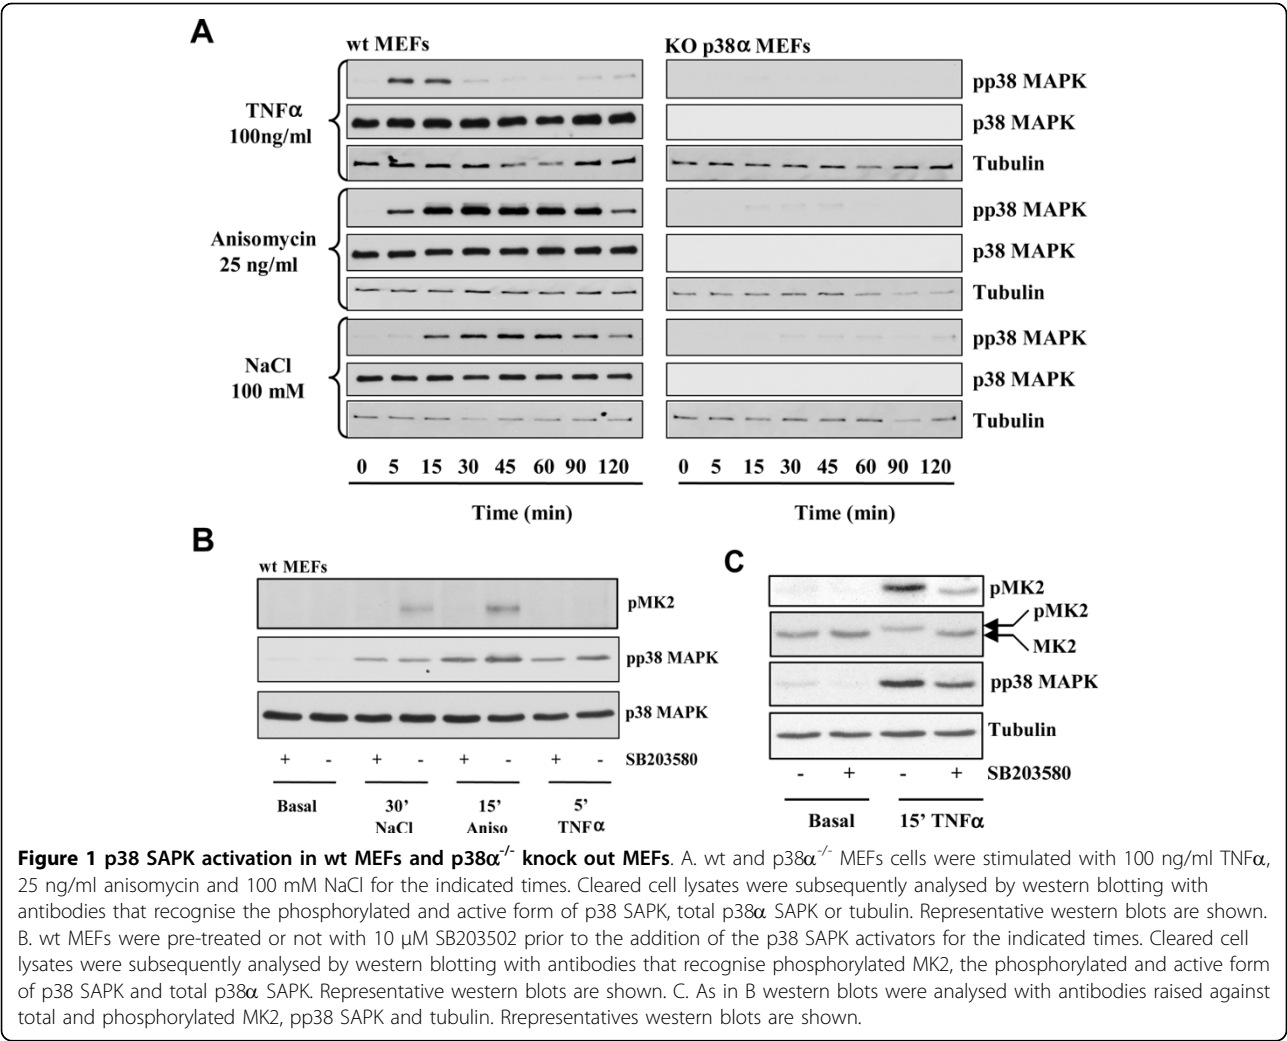 A
wt MEFs
KO p38α MEFs
TNFα
100ng/ml
pp38 MAPK
p38 MAPK
Tubulin
Anisomycin
25 ng/ml
pp38 MAPK
p38 MAPK
Tubulin
NaCl
100 mM
pp38 MAPK
p38 MAPK
Tubulin
0 5 15 30 45 60 90 120
0 5 15 30 45 60 90 120
Time (min)
Time (min)
B
wt MEFs
pMK2
pp38 MAPK
p38 MAPK
+ - + - + - + - SB203580
Basal 30’ 15’ 5’
NaCl Aniso TNFα
C
pMK2
pMK2
MK2
pp38 MAPK
Tubulin
- + - + SB203580
Basal 15’ TNFα
Figure 1 p38 SAPK activation in wt MEFs and p38α-/- knock out MEFs. A. wt and p38α-/- MEFs cells were stimulated with 100 ng/ml TNFα,
25 ng/ml anisomycin and 100 mM NaCl for the indicated times. Cleared cell lysates were subsequently analysed by western blotting with
antibodies that recognise the phosphorylated and active form of p38 SAPK, total p38α SAPK or tubulin. Representative western blots are shown.
B. wt MEFs were pre-treated or not with 10 μM SB203502 prior to the addition of the p38 SAPK activators for the indicated times. Cleared cell
lysates were subsequently analysed by western blotting with antibodies that recognise phosphorylated MK2, the phosphorylated and active form
of p38 SAPK and total p38α SAPK. Representative western blots are shown. C. As in B western blots were analysed with antibodies raised against
total and phosphorylated MK2, pp38 SAPK and tubulin. Rrepresentatives western blots are shown.